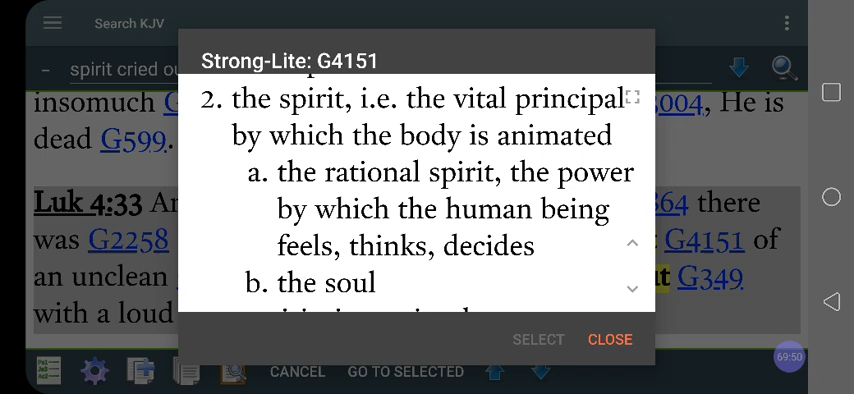 Search KJV
- spirit cried ou
Strong-Lite: G4151
2. the spirit, i.e. the vital principal
by which the body is animated
a. the rational spirit, the power
by which the human being
feels, thinks, decides
b. the soul
SELECT CLOSE
insomuch 004, He is
dead G599.
Luk 4:33 An 64 there
was G2258 G4151 of
an unclean t G349
with a loud
CANCEL GO TO SELECTED
69:50